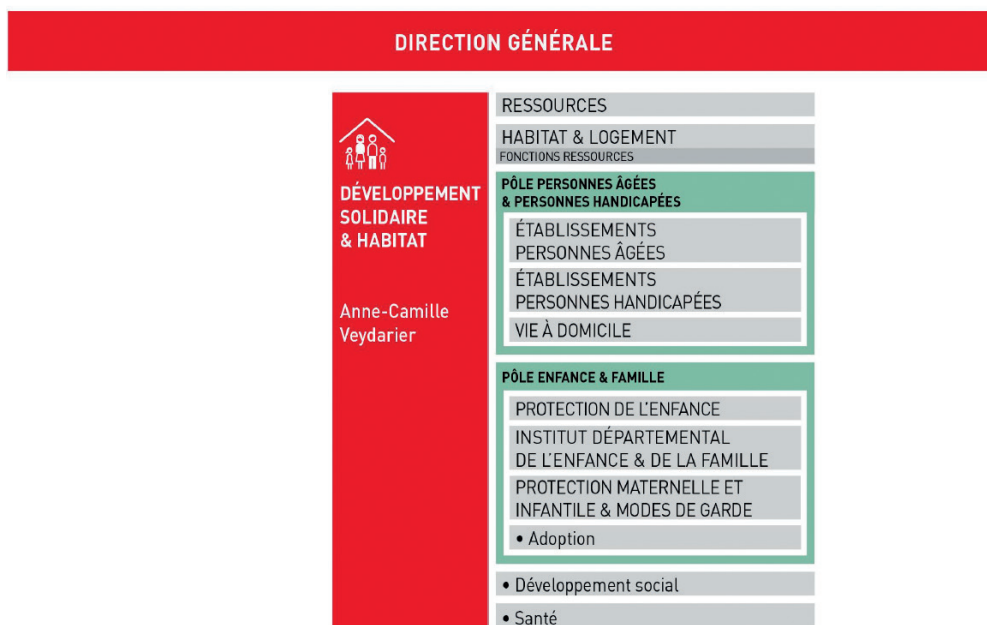 DIRECTION GÉNÉRALE
DÉVELOPPEMENT
SOLIDAIRE
& HABITAT
Anne-Camille
Veydarier
RESSOURCES
HABITAT & LOGEMENT
FONCTIONS RESSOURCES
PÔLE PERSONNES ÂGÉES
& PERSONNES HANDICAPÉES
ÉTABLISSEMENTS
PERSONNES ÂGÉES
ÉTABLISSEMENTS
PERSONNES HANDICAPÉES
VIE À DOMICILE
PÔLE ENFANCE & FAMILLE
PROTECTION DE L'ENFANCE
INSTITUT DÉPARTEMENTAL
DE L'ENFANCE & DE LA FAMILLE
PROTECTION MATERNELLE ET
INFANTILE & MODES DE GARDE
• Adoption
• Développement social
• Santé